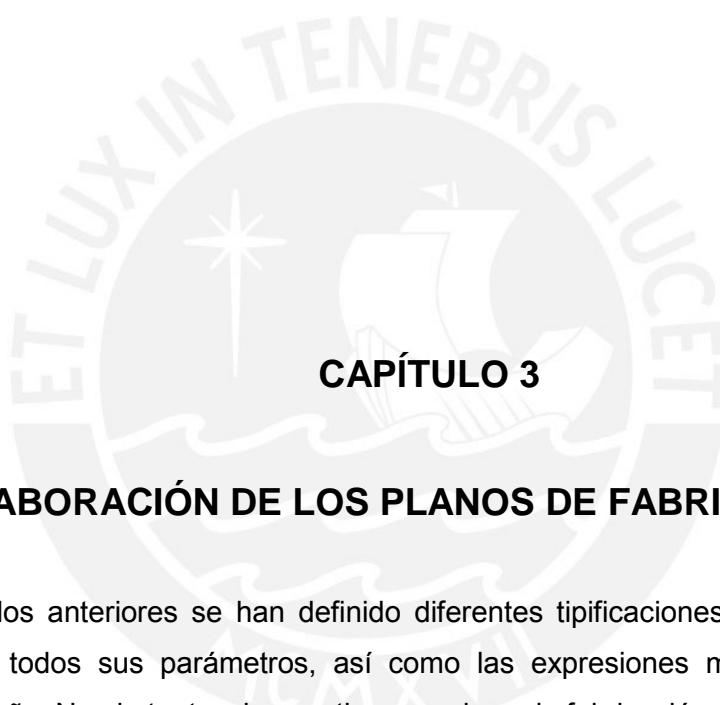 ET LUX IN TENEBRIS LUCET
MCMXVII
CAPÍTULO 3
ABORACIÓN DE LOS PLANOS DE FABRI
los anteriores se han definido diferentes tipificaciones
todos sus parámetros, así como las expresiones m